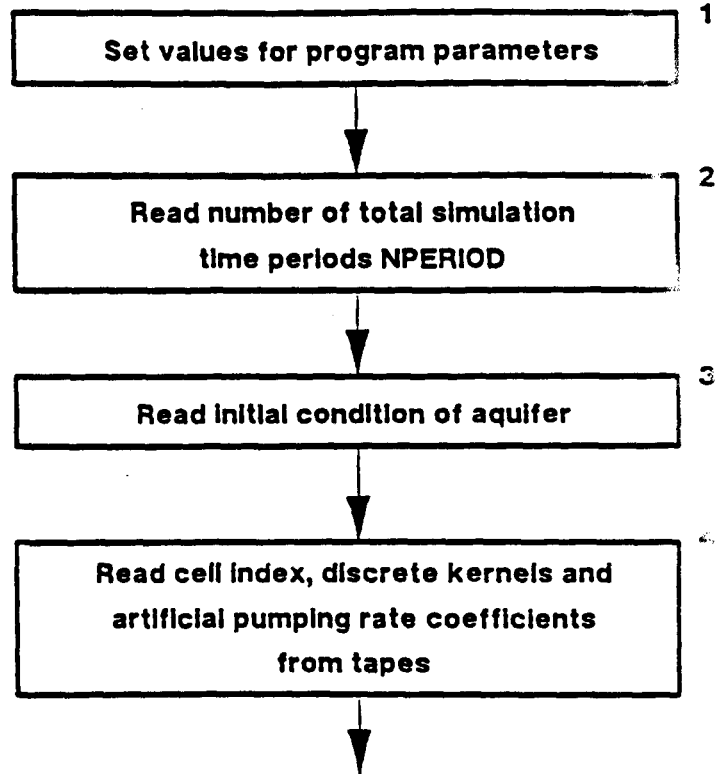 1
Set values for program parameters
2
Read number of total simulation
time periods NPERIOD
3
Read initial condition of aquifer
4
Read cell index, discrete kernels and
artificial pumping rate coefficients
from tapes